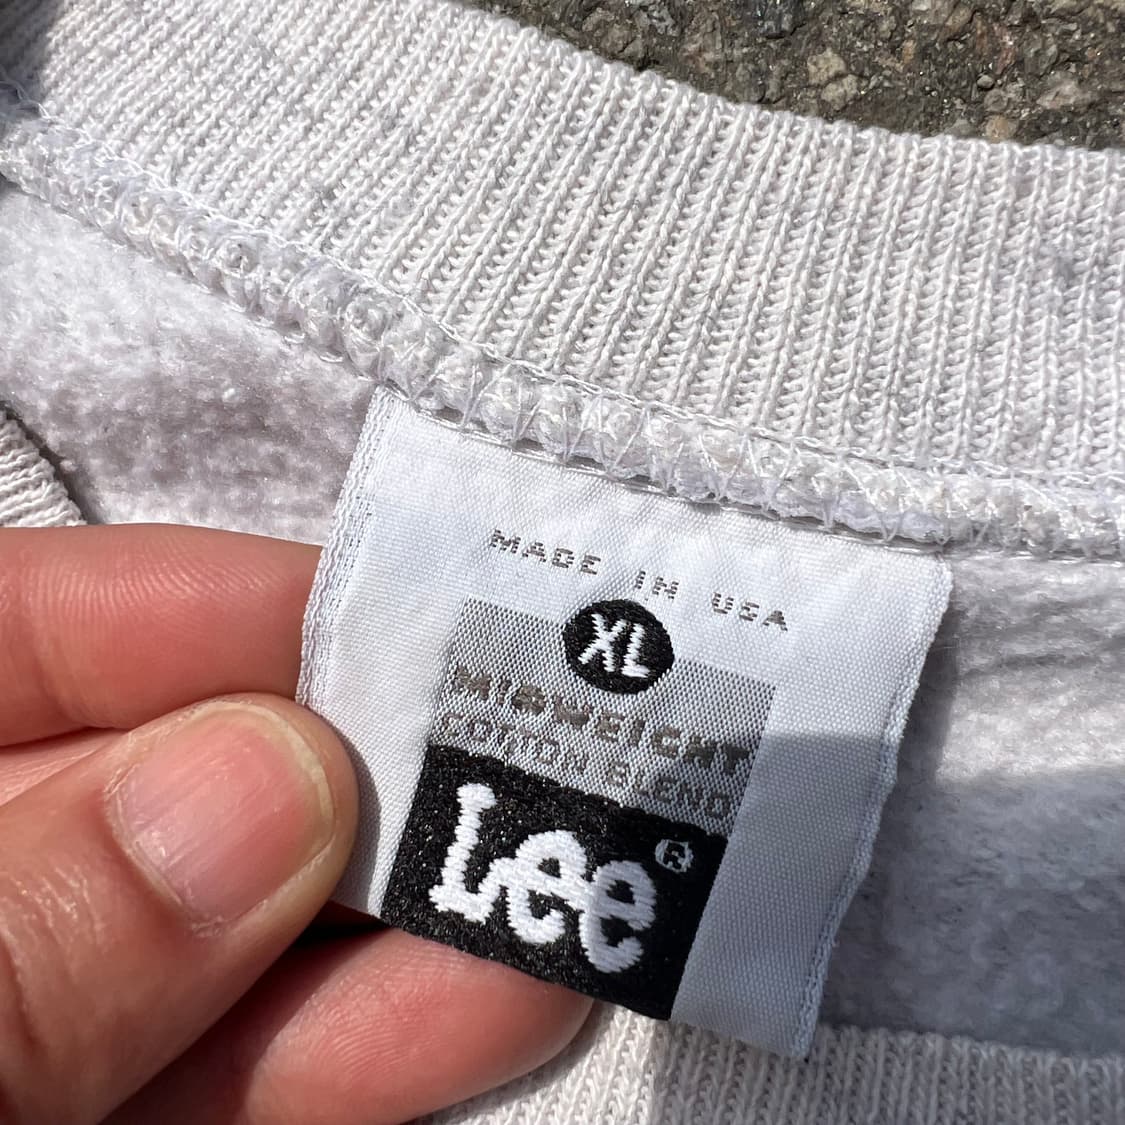 MADE IN USA
XL
MIDWEIGHT
COTTON BLEND
Lee®